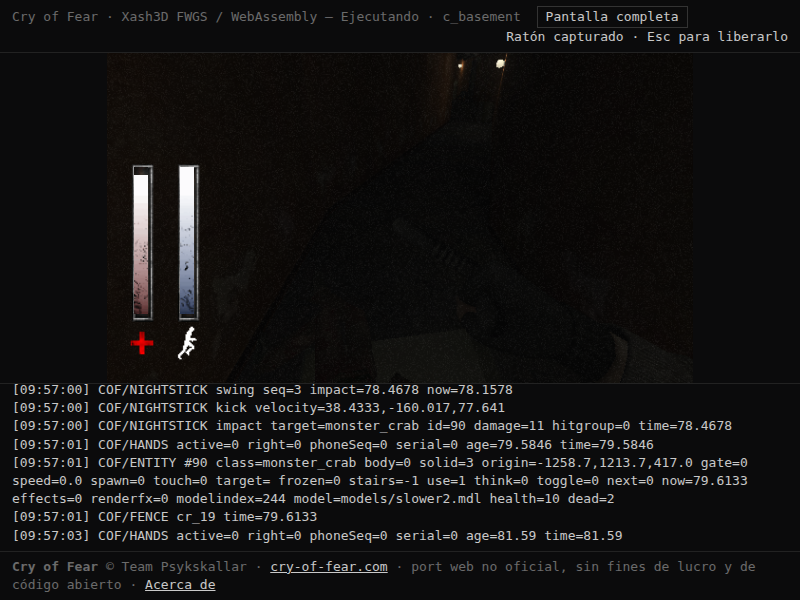 Cry of Fear · Xash3D FWGS / WebAssembly — Ejecutando · c_basement
Pantalla completa
Ratón capturado · Esc para liberarlo
[09:57:00] COF/NIGHTSTICK swing seq=3 impact=78.4678 now=78.1578
[09:57:00] COF/NIGHTSTICK kick velocity=38.4333,-160.017,77.641
[09:57:00] COF/NIGHTSTICK impact target=monster_crab id=90 damage=11 hitgroup=0 time=78.4678
[09:57:01] COF/HANDS active=0 right=0 phoneSeq=0 serial=0 age=79.5846 time=79.5846
[09:57:01] COF/ENTITY #90 class=monster_crab body=0 solid=3 origin=-1258.7,1213.7,417.0 gate=0
speed=0.0 spawn=0 touch=0 target= frozen=0 stairs=-1 use=1 think=0 toggle=0 next=0 now=79.6133
effects=0 renderfx=0 modelindex=244 model=models/slower2.mdl health=10 dead=2
[09:57:01] COF/FENCE cr_19 time=79.6133
[09:57:03] COF/HANDS active=0 right=0 phoneSeq=0 serial=0 age=81.59 time=81.59
Cry of Fear © Team Psykskallar · cry-of-fear.com · port web no oficial, sin fines de lucro y de
código abierto · Acerca de